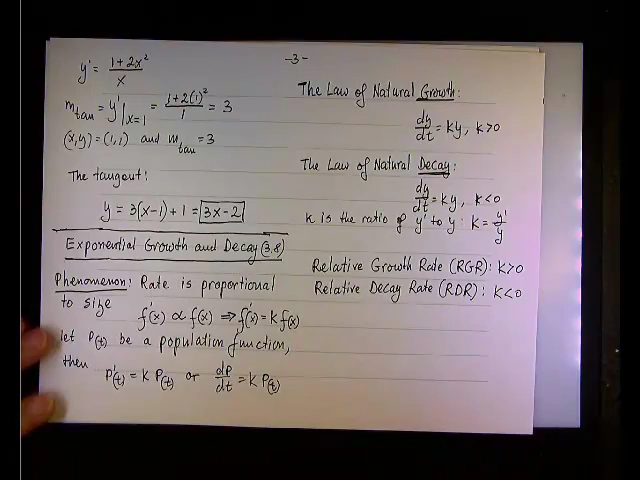 -3-
y' = 1+2x² / x
m_tan = y'|x=1 = 1+2(1)² / 1 = 3
(x,y) = (1,1) and m_tan = 3
The tangent:
y = 3(x-1)+1 = 3x-2
Exponential Growth and Decay (3.8)
Phenomenon: Rate is proportional
to size
f'(x) ∝ f(x) ⇒ f'(x) = k f(x)
let P(t) be a population function,
then
P'(t) = k P(t) or dP/dt = k P(t)
The Law of Natural Growth:
dy/dt = ky, k>0
The Law of Natural Decay:
dy/dt = ky, k<0
k is the ratio of y' to y: k = y'/y
Relative Growth Rate (RGR): k>0
Relative Decay Rate (RDR): k<0